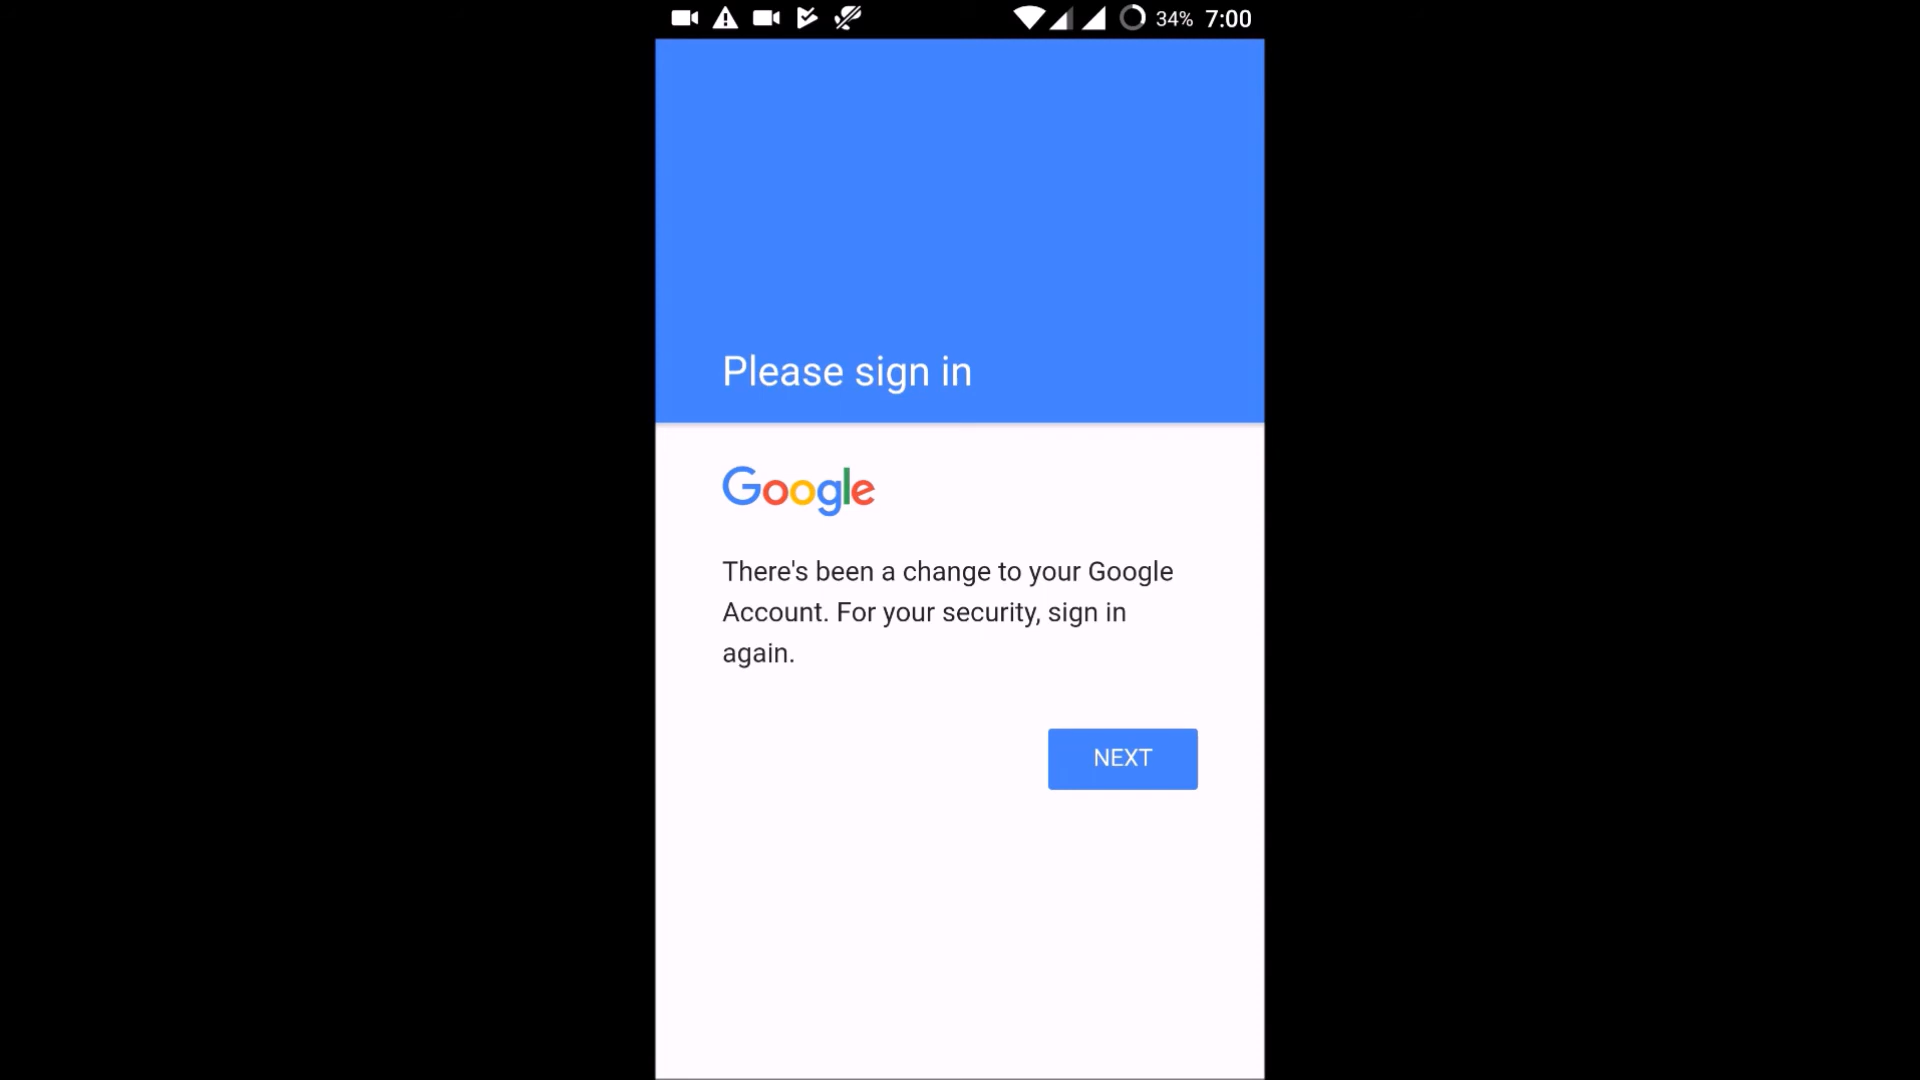 34% 7:00
Please sign in
Google
There's been a change to your Google
Account. For your security, sign in
again.
NEXT